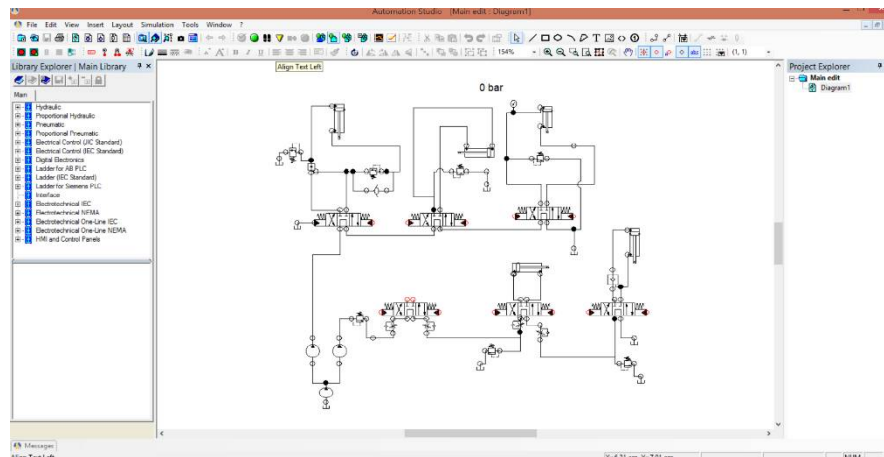 Automation Studio - [Main edit : Diagram1]
File Edit View Insert Layout Simulation Tools Window ?
154%
(1, 1)
Align Text Left
Library Explorer | Main Library
Main
Hydraulic
Proportional Hydraulic
Pneumatic
Proportional Pneumatic
Electrical Control (JIC Standard)
Electrical Control (IEC Standard)
Digital Electronics
Ladder for AB PLC
Ladder (IEC Standard)
Ladder for Siemens PLC
Interface
Electrotechnical IEC
Electrotechnical NEMA
Electrotechnical One-Line IEC
Electrotechnical One-Line NEMA
HMI and Control Panels
0 bar
Project Explorer
Main edit
Diagram1
Messages
Align Text Left
NUM